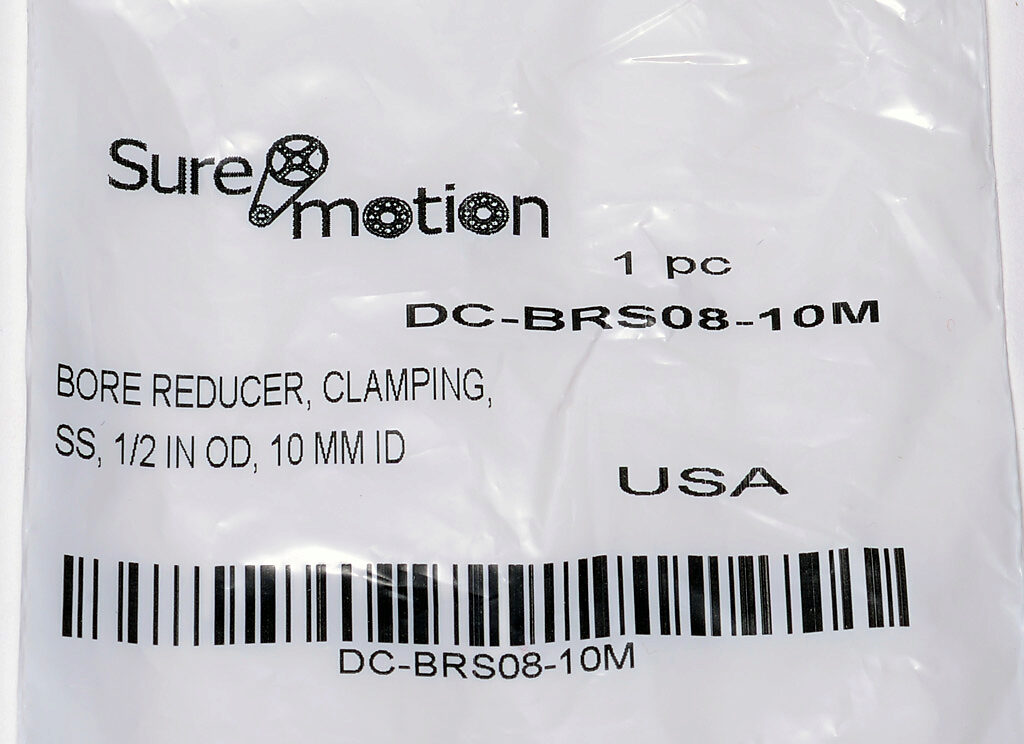 Sure
motion
1 pc
DC-BRS08-10M
BORE REDUCER, CLAMPING,
SS, 1/2 IN OD, 10 MM ID
USA
DC-BRS08-10M